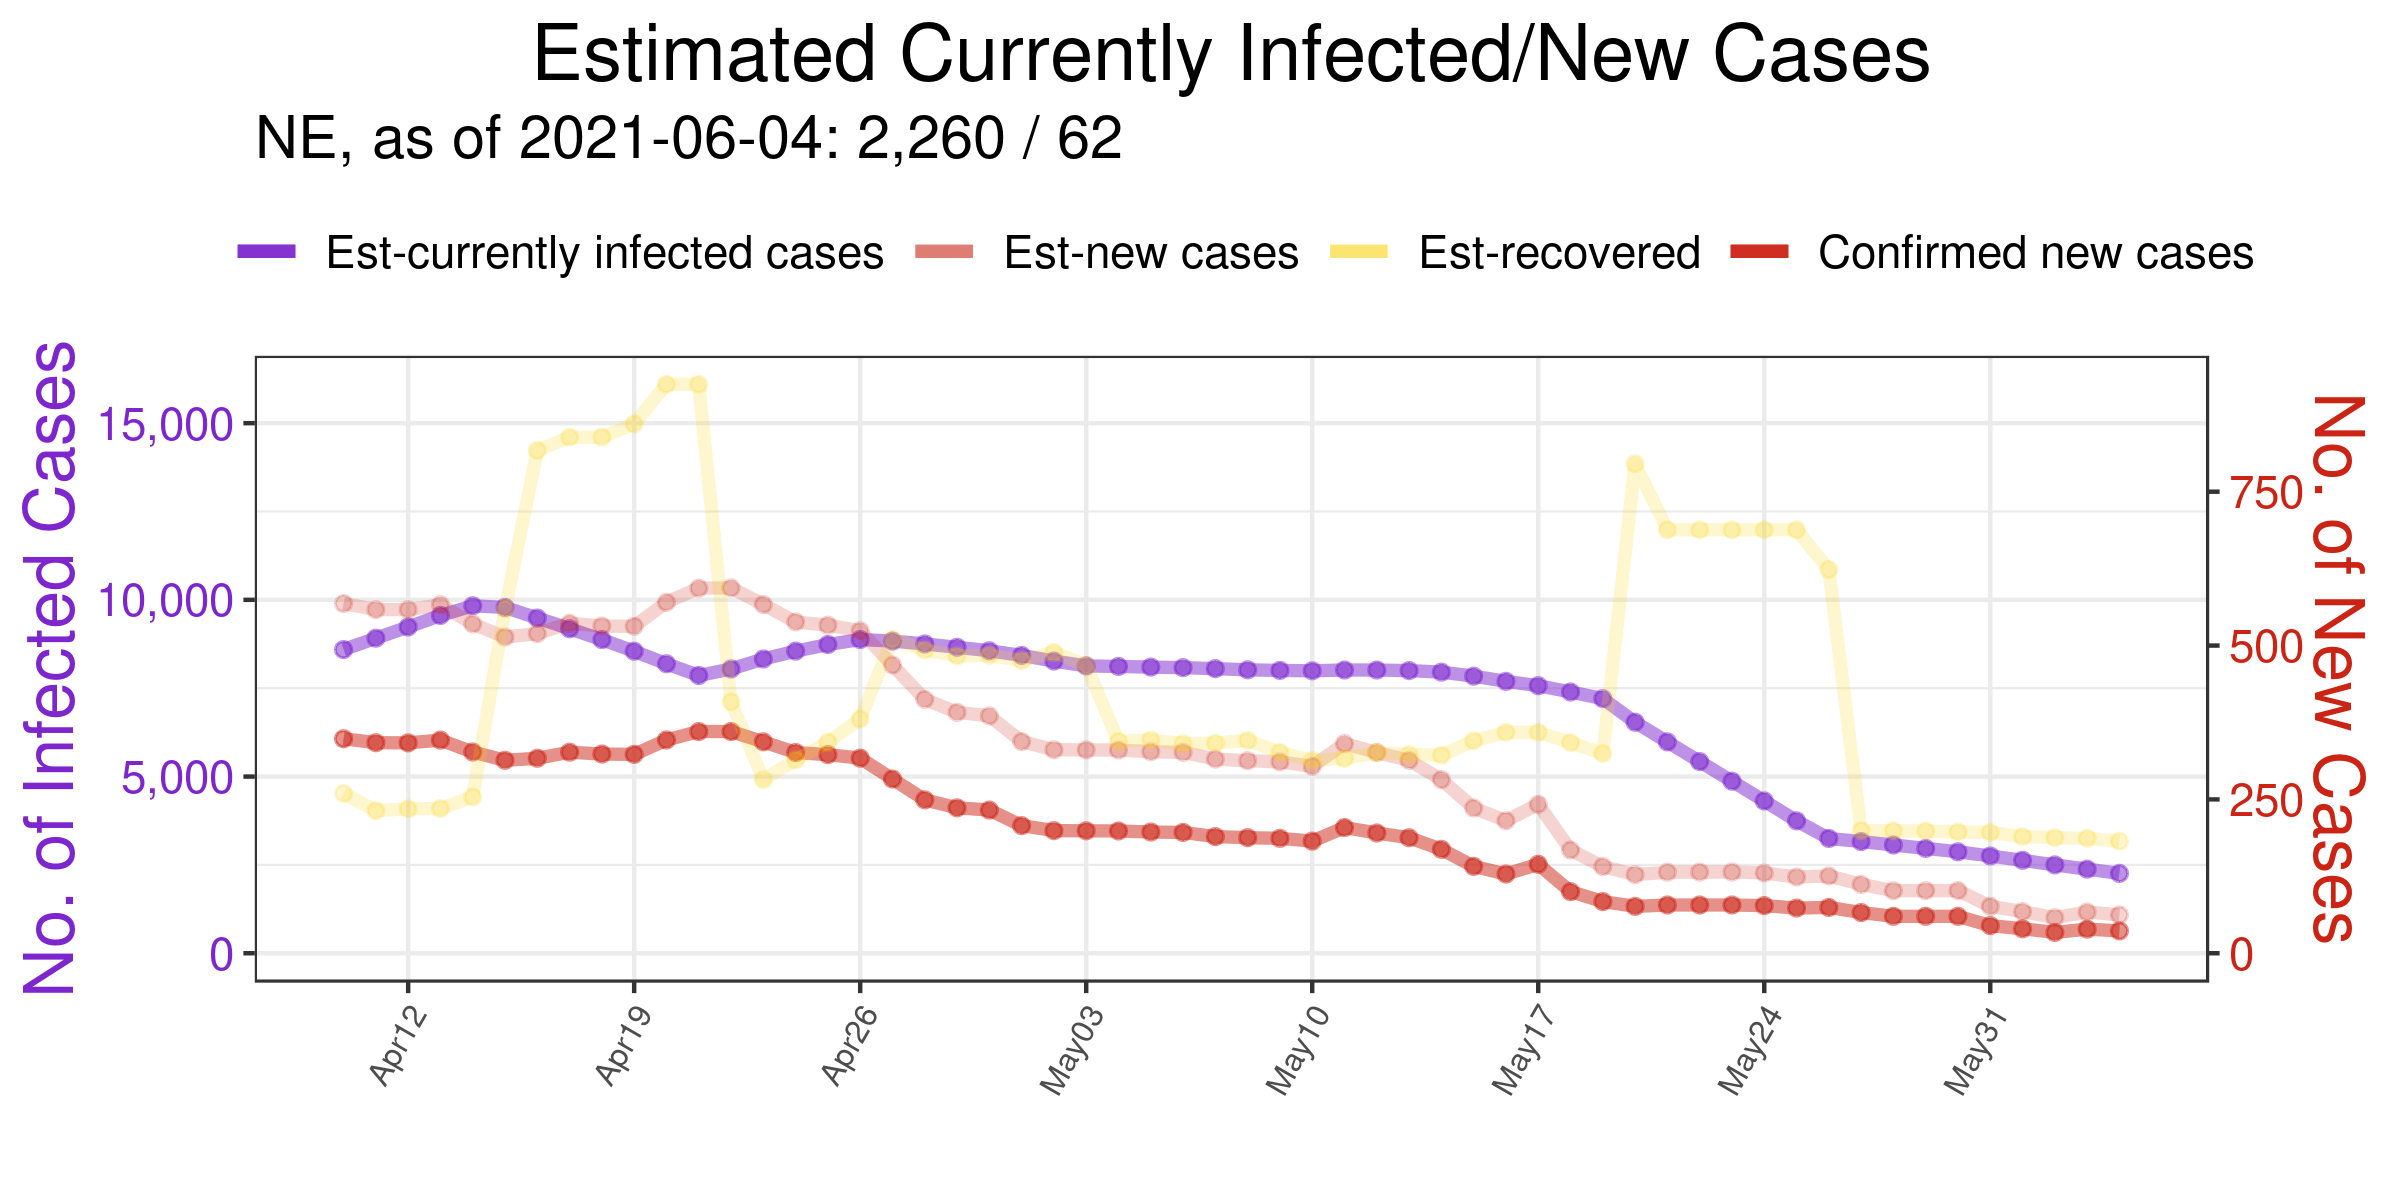 Estimated Currently Infected/New Cases
NE, as of 2021-06-04: 2,260 / 62
Est-currently infected cases Est-new cases Est-recovered Confirmed new cases
No. of Infected Cases
15,000
10,000
5,000
0
750
500
250
0
No. of New Cases
Apr12 Apr19 Apr26 May03 May10 May17 May24 May31